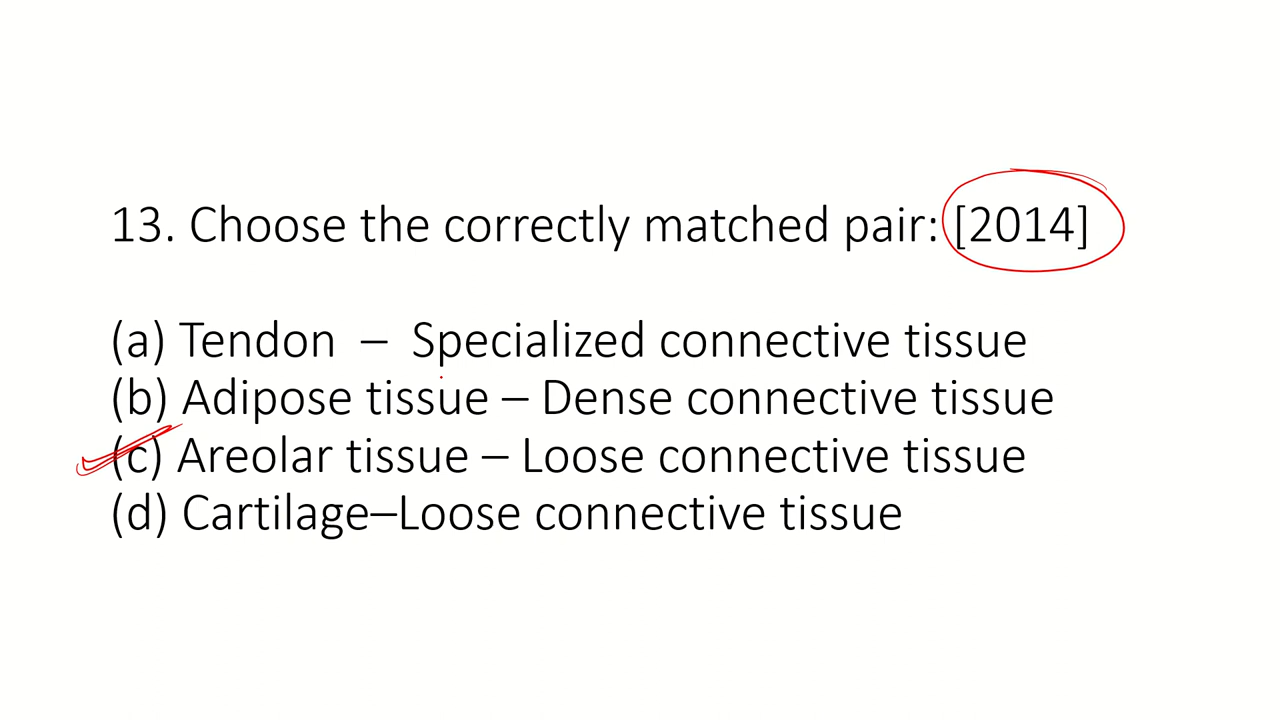 13. Choose the correctly matched pair: [2014]
(a) Tendon – Specialized connective tissue
(b) Adipose tissue – Dense connective tissue
(c) Areolar tissue – Loose connective tissue
(d) Cartilage–Loose connective tissue